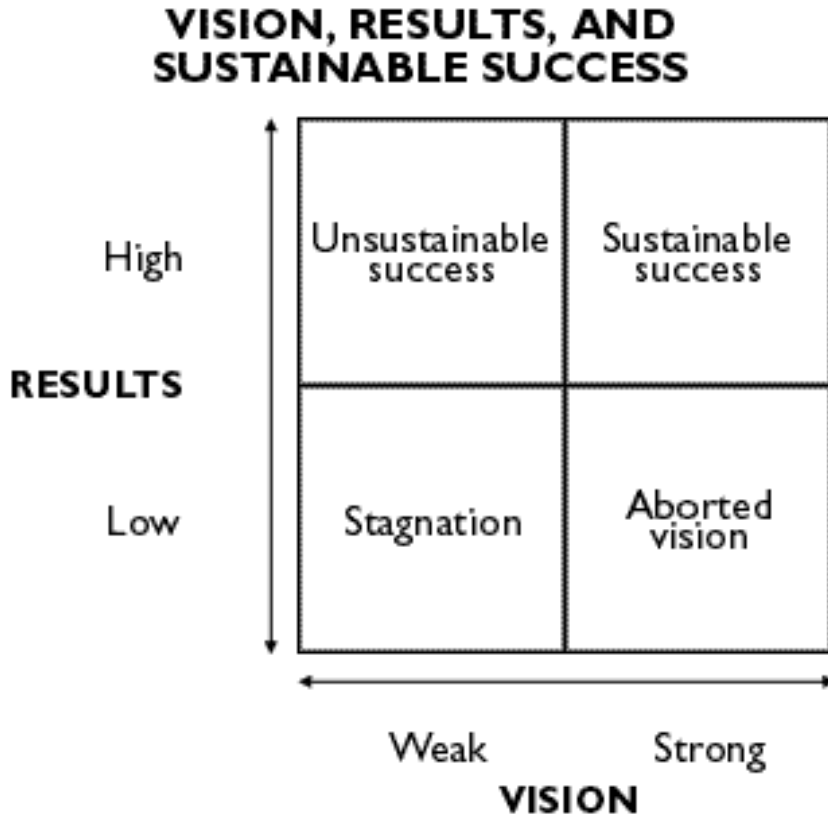 VISION, RESULTS, AND
SUSTAINABLE SUCCESS
High
Unsustainable
success
Sustainable
success
RESULTS
Low
Stagnation
Aborted
vision
Weak
Strong
VISION